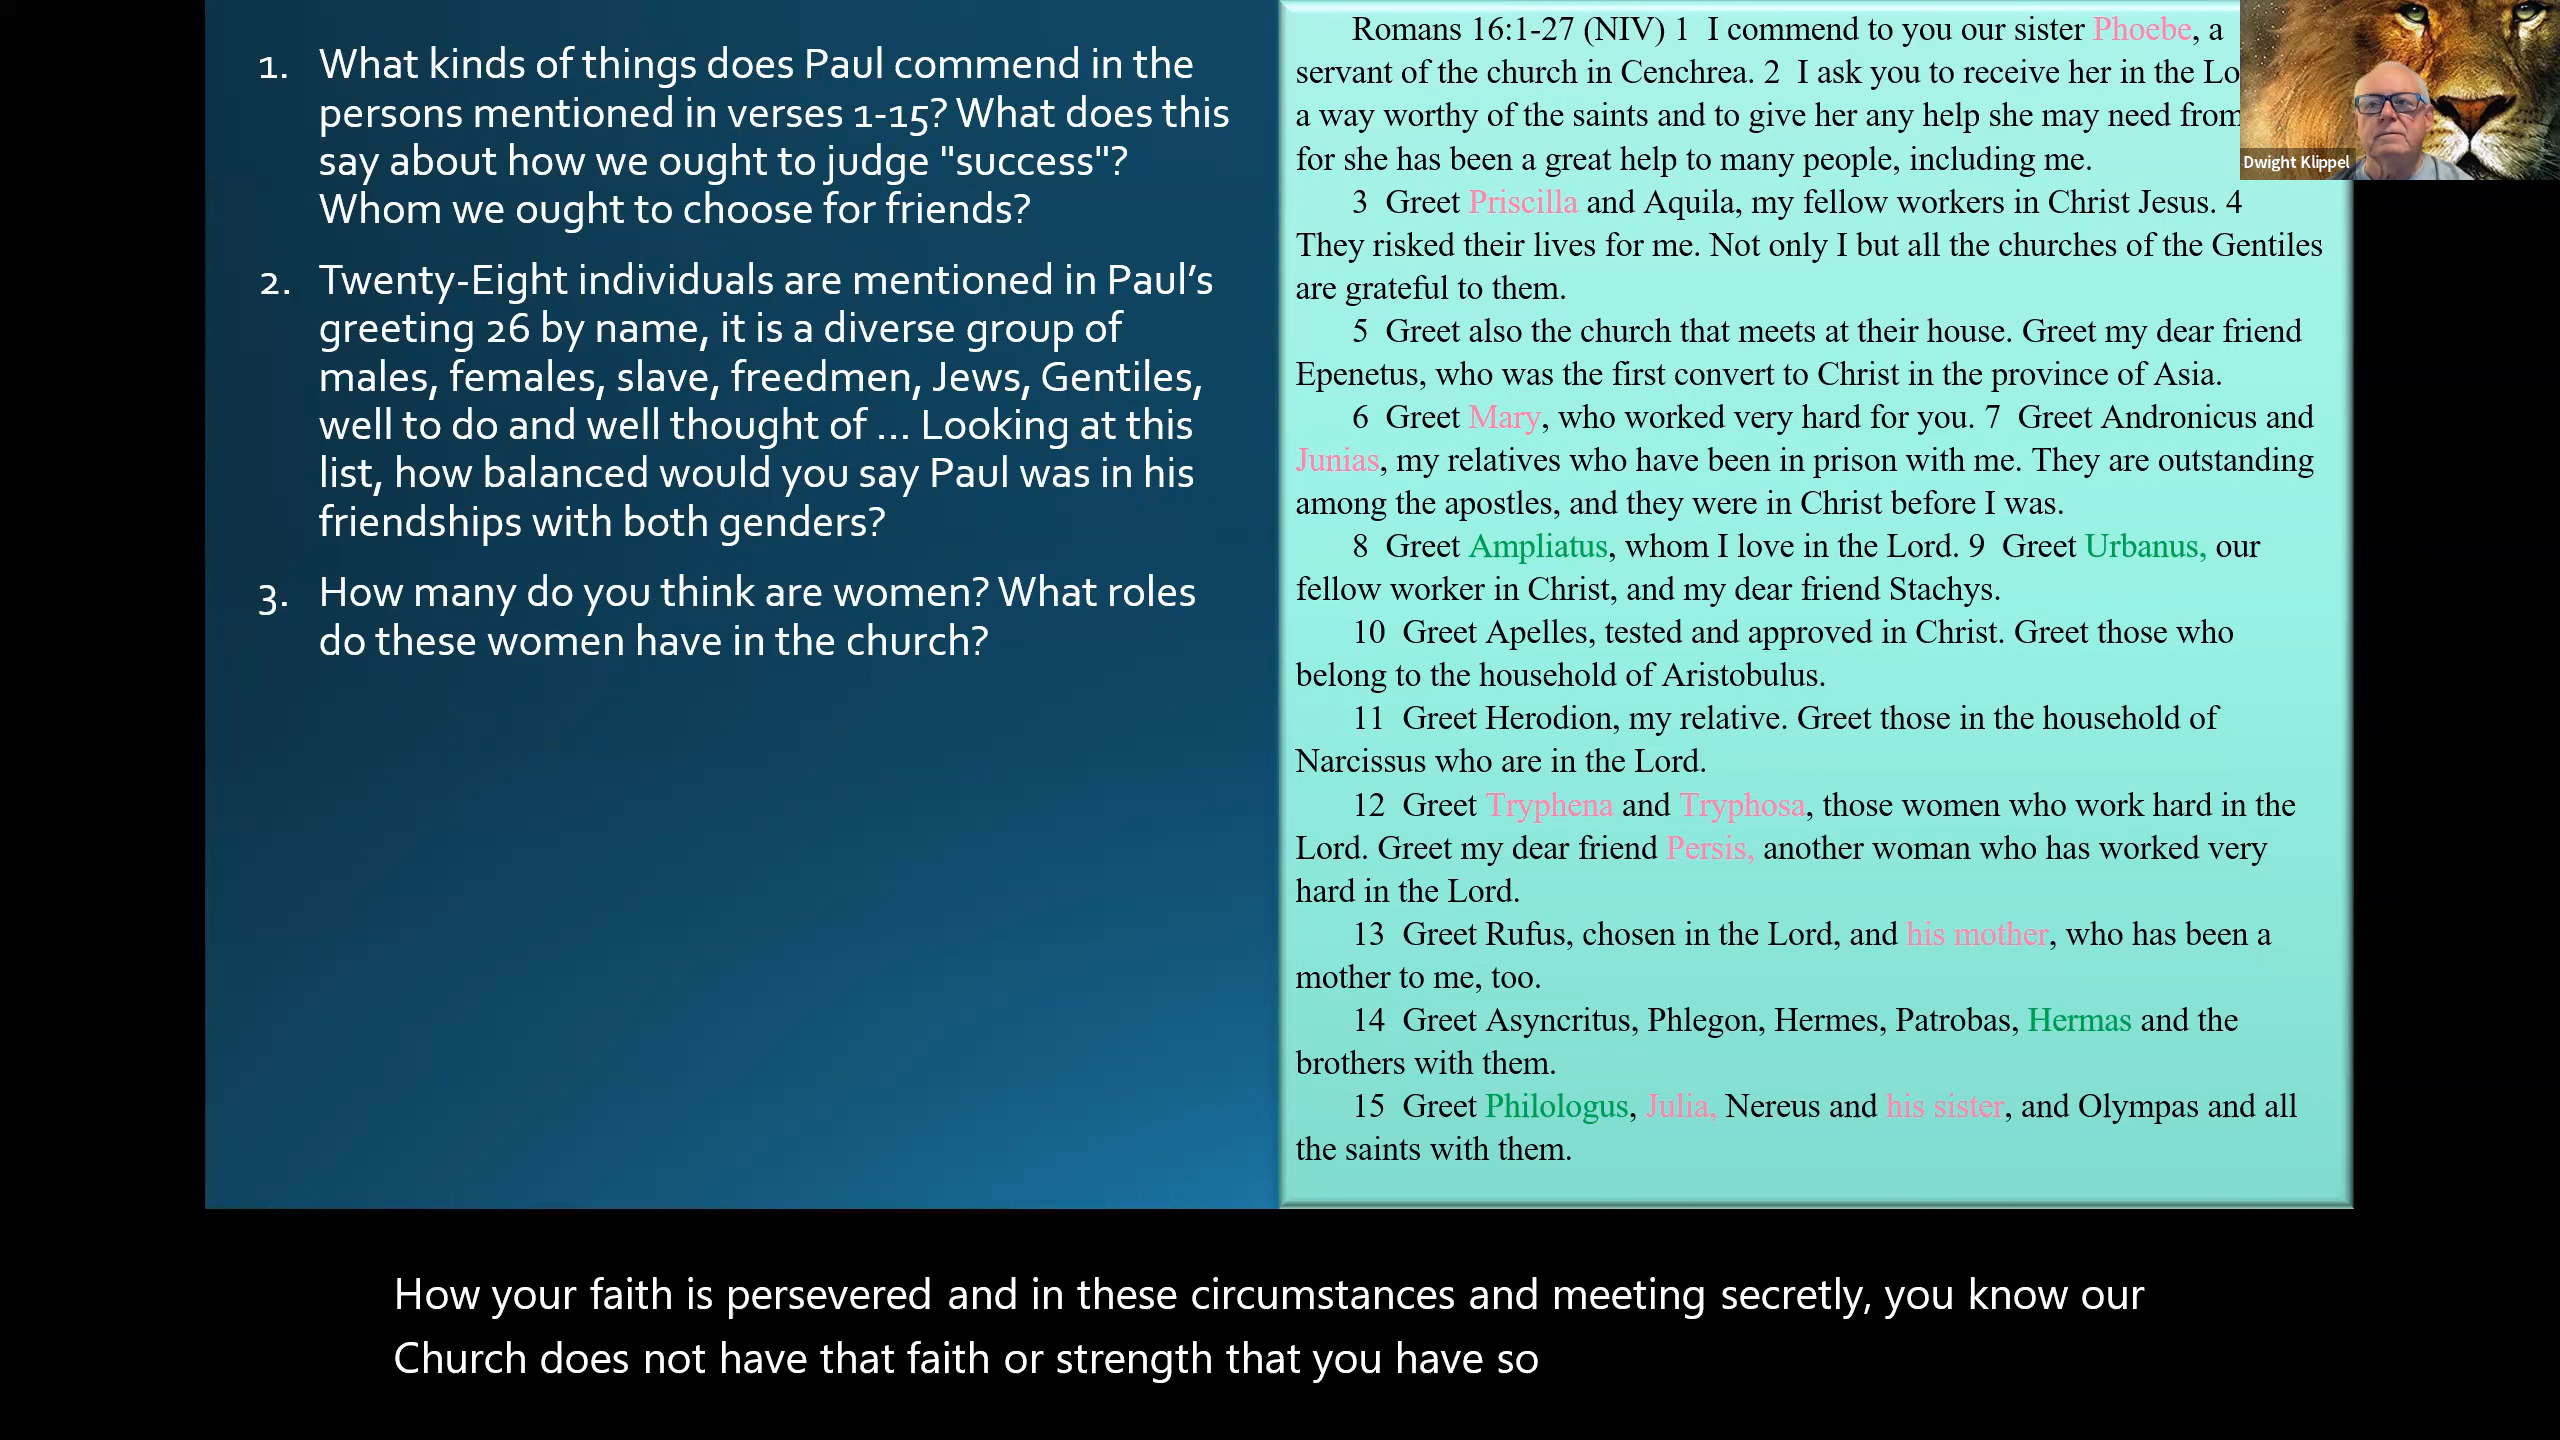 1. What kinds of things does Paul commend in the
persons mentioned in verses 1-15? What does this
say about how we ought to judge "success"?
Whom we ought to choose for friends?
2. Twenty-Eight individuals are mentioned in Paul’s
greeting 26 by name, it is a diverse group of
males, females, slave, freedmen, Jews, Gentiles,
well to do and well thought of ... Looking at this
list, how balanced would you say Paul was in his
friendships with both genders?
3. How many do you think are women? What roles
do these women have in the church?
Romans 16:1-27 (NIV) 1 I commend to you our sister Phoebe, a
servant of the church in Cenchrea. 2 I ask you to receive her in the
a way worthy of the saints and to give her any help she may need from
for she has been a great help to many people, including me.
3 Greet Priscilla and Aquila, my fellow workers in Christ Jesus. 4
They risked their lives for me. Not only I but all the churches of the Gentiles
are grateful to them.
5 Greet also the church that meets at their house. Greet my dear friend
Epenetus, who was the first convert to Christ in the province of Asia.
6 Greet Mary, who worked very hard for you. 7 Greet Andronicus and
Junias, my relatives who have been in prison with me. They are outstanding
among the apostles, and they were in Christ before I was.
8 Greet Ampliatus, whom I love in the Lord. 9 Greet Urbanus, our
fellow worker in Christ, and my dear friend Stachys.
10 Greet Apelles, tested and approved in Christ. Greet those who
belong to the household of Aristobulus.
11 Greet Herodion, my relative. Greet those in the household of
Narcissus who are in the Lord.
12 Greet Tryphena and Tryphosa, those women who work hard in the
Lord. Greet my dear friend Persis, another woman who has worked very
hard in the Lord.
13 Greet Rufus, chosen in the Lord, and his mother, who has been a
mother to me, too.
14 Greet Asyncritus, Phlegon, Hermes, Patrobas, Hermas and the
brothers with them.
15 Greet Philologus, Julia, Nereus and his sister, and Olympas and all
the saints with them.
Dwight Klippel
How your faith is persevered and in these circumstances and meeting secretly, you know our
Church does not have that faith or strength that you have so